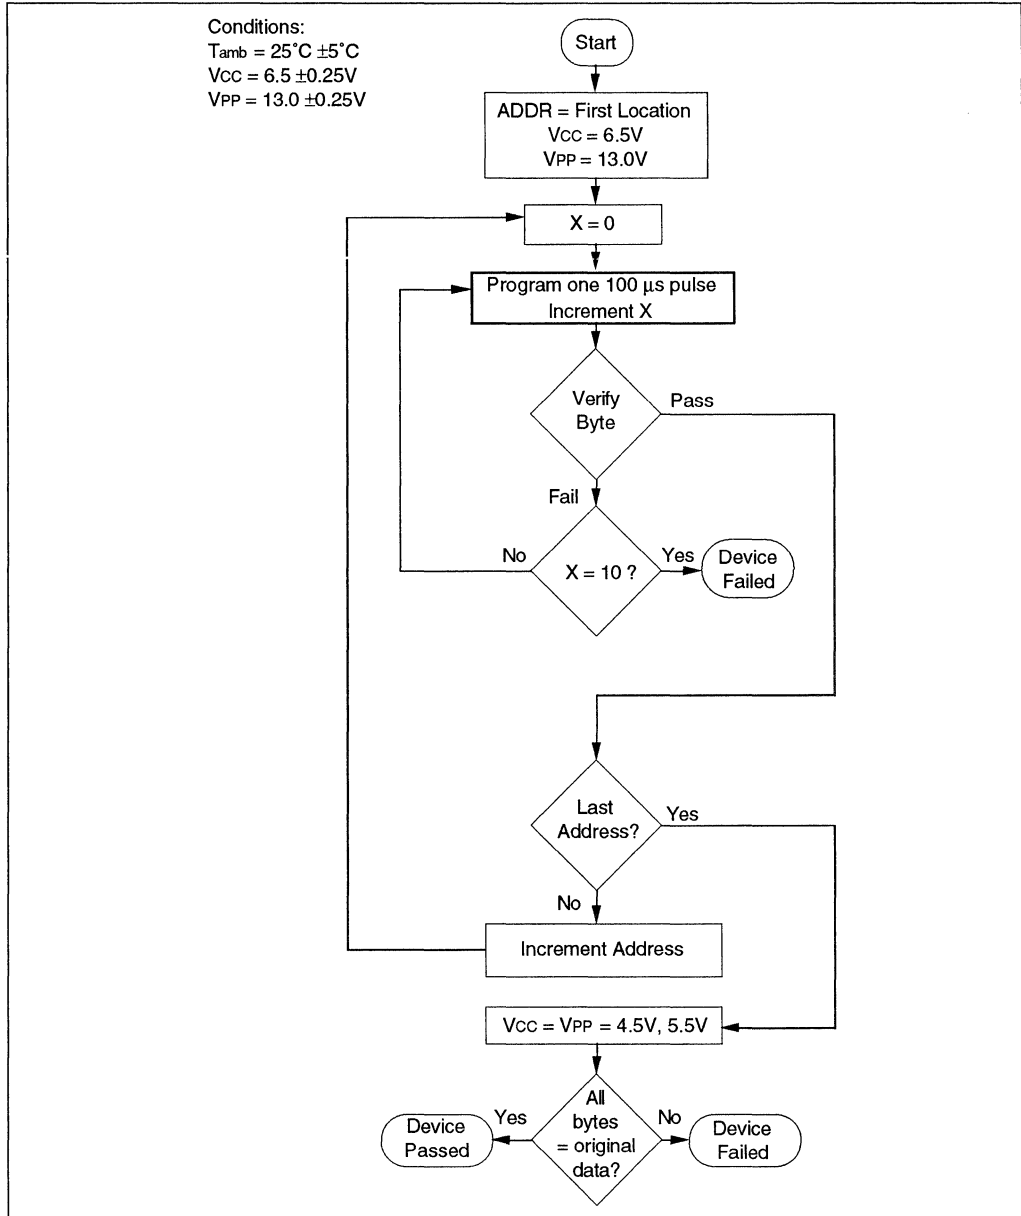 Conditions:
Tamb = 25˚C ±5˚C
VCC = 6.5 ±0.25V
VPP = 13.0 ±0.25V
Start
ADDR = First Location
VCC = 6.5V
VPP = 13.0V
X = 0
Program one 100 µs pulse
Increment X
Verify
Byte
Pass
Fail
No
X = 10 ?
Yes
Device
Failed
Last
Address?
Yes
No
Increment Address
VCC = VPP = 4.5V, 5.5V
All
bytes
= original
data?
Yes
Device
Passed
No
Device
Failed